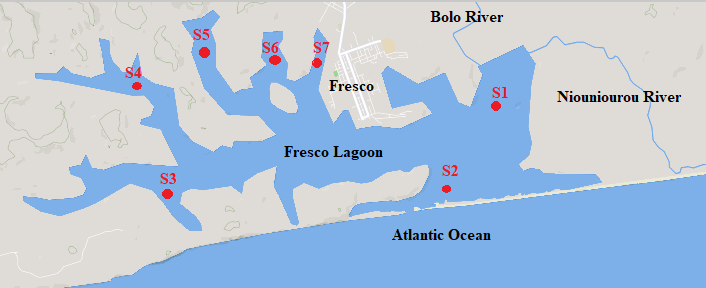 Bolo River
S5
S6
S7
S4
Fresco
S1
Niouniourou River
Fresco Lagoon
S3
S2
Atlantic Ocean